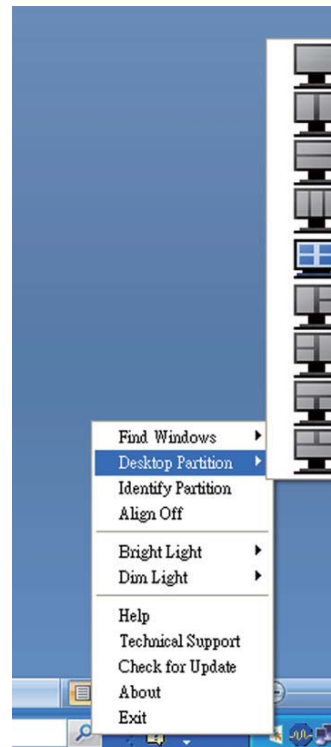 Find Windows
Desktop Partition
Identify Partition
Align Off
Bright Light
Dim Light
Help
Technical Support
Check for Update
About
Exit